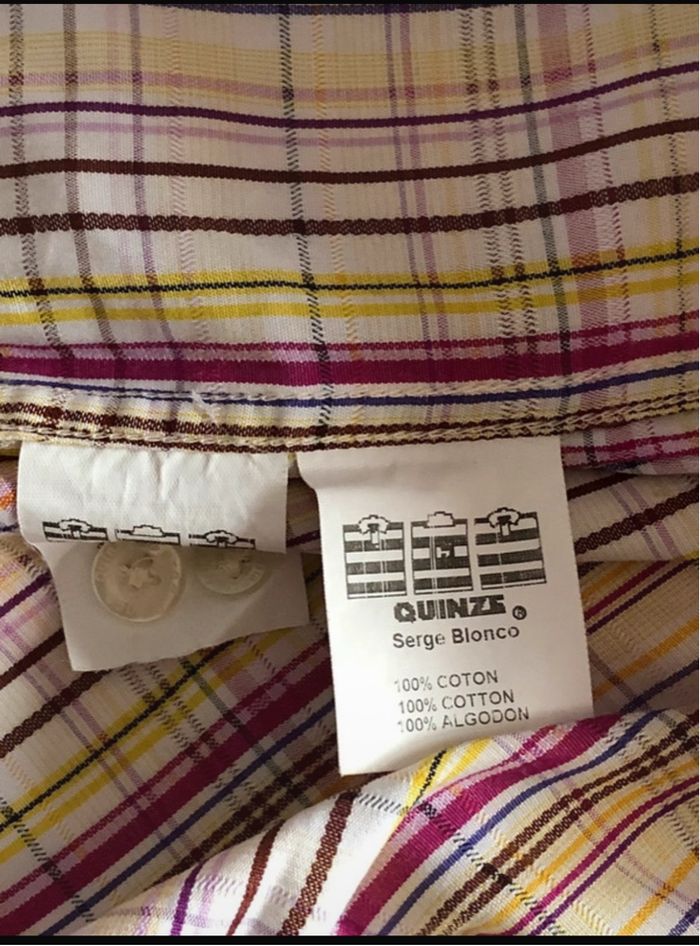 QUINZE ®
Serge Blonco
100% COTON
100% COTTON
100% ALGODON